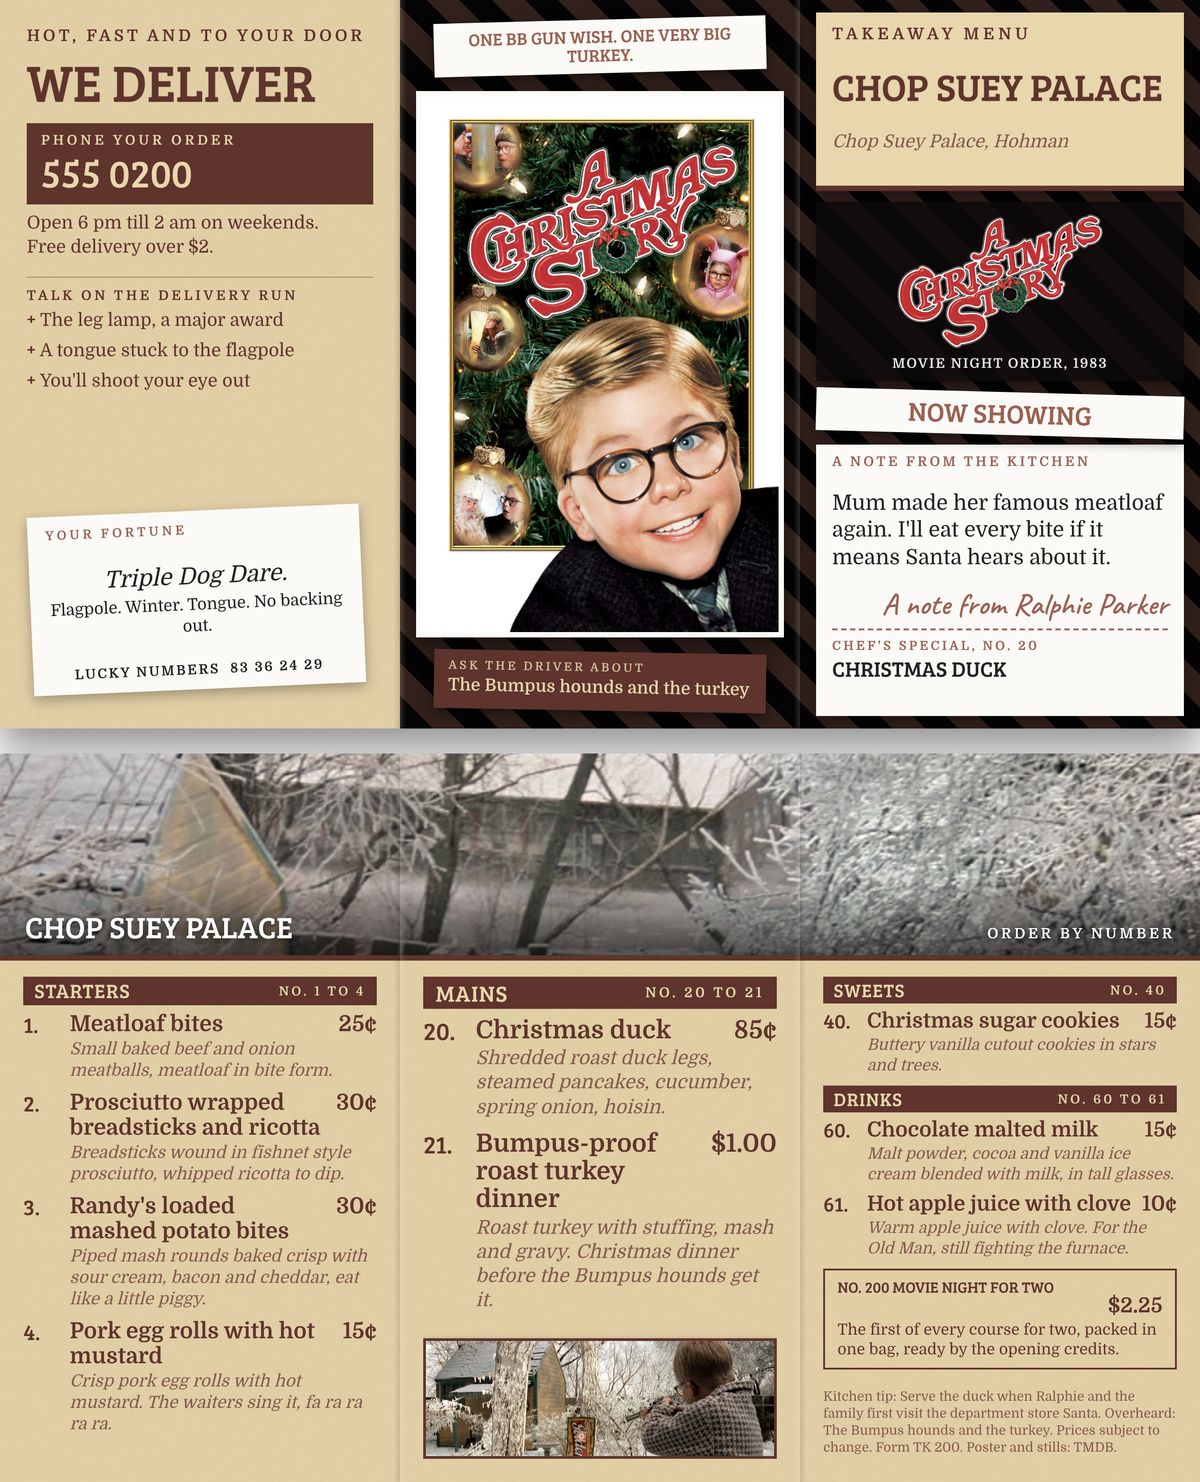 HOT, FAST AND TO YOUR DOOR
WE DELIVER
PHONE YOUR ORDER
555 0200
Open 6 pm till 2 am on weekends.
Free delivery over $2.
TALK ON THE DELIVERY RUN
+ The leg lamp, a major award
+ A tongue stuck to the flagpole
+ You'll shoot your eye out
YOUR FORTUNE
Triple Dog Dare.
Flagpole. Winter. Tongue. No backing
out.
LUCKY NUMBERS 83 36 24 29
ONE BB GUN WISH. ONE VERY BIG
TURKEY.
A
CHRISTMAS
STORY
ASK THE DRIVER ABOUT
The Bumpus hounds and the turkey
TAKEAWAY MENU
CHOP SUEY PALACE
Chop Suey Palace, Hohman
A
CHRISTMAS
STORY
MOVIE NIGHT ORDER, 1983
NOW SHOWING
A NOTE FROM THE KITCHEN
Mum made her famous meatloaf
again. I'll eat every bite if it
means Santa hears about it.
A note from Ralphie Parker
CHEF'S SPECIAL, NO. 20
CHRISTMAS DUCK
CHOP SUEY PALACE
ORDER BY NUMBER
STARTERS NO. 1 TO 4
1. Meatloaf bites 25¢
Small baked beef and onion
meatballs, meatloaf in bite form.
2. Prosciutto wrapped 30¢
breadsticks and ricotta
Breadsticks wound in fishnet style
prosciutto, whipped ricotta to dip.
3. Randy's loaded 30¢
mashed potato bites
Piped mash rounds baked crisp with
sour cream, bacon and cheddar, eat
like a little piggy.
4. Pork egg rolls with hot 15¢
mustard
Crisp pork egg rolls with hot
mustard. The waiters sing it, fa ra ra
ra ra.
MAINS NO. 20 TO 21
20. Christmas duck 85¢
Shredded roast duck legs,
steamed pancakes, cucumber,
spring onion, hoisin.
21. Bumpus-proof $1.00
roast turkey
dinner
Roast turkey with stuffing, mash
and gravy. Christmas dinner
before the Bumpus hounds get
it.
SWEETS NO. 40
40. Christmas sugar cookies 15¢
Buttery vanilla cutout cookies in stars
and trees.
DRINKS NO. 60 TO 61
60. Chocolate malted milk 15¢
Malt powder, cocoa and vanilla ice
cream blended with milk, in tall glasses.
61. Hot apple juice with clove 10¢
Warm apple juice with clove. For the
Old Man, still fighting the furnace.
NO. 200 MOVIE NIGHT FOR TWO
$2.25
The first of every course for two, packed in
one bag, ready by the opening credits.
Kitchen tip: Serve the duck when Ralphie and the
family first visit the department store Santa. Overheard:
The Bumpus hounds and the turkey. Prices subject to
change. Form TK 200. Poster and stills: TMDB.